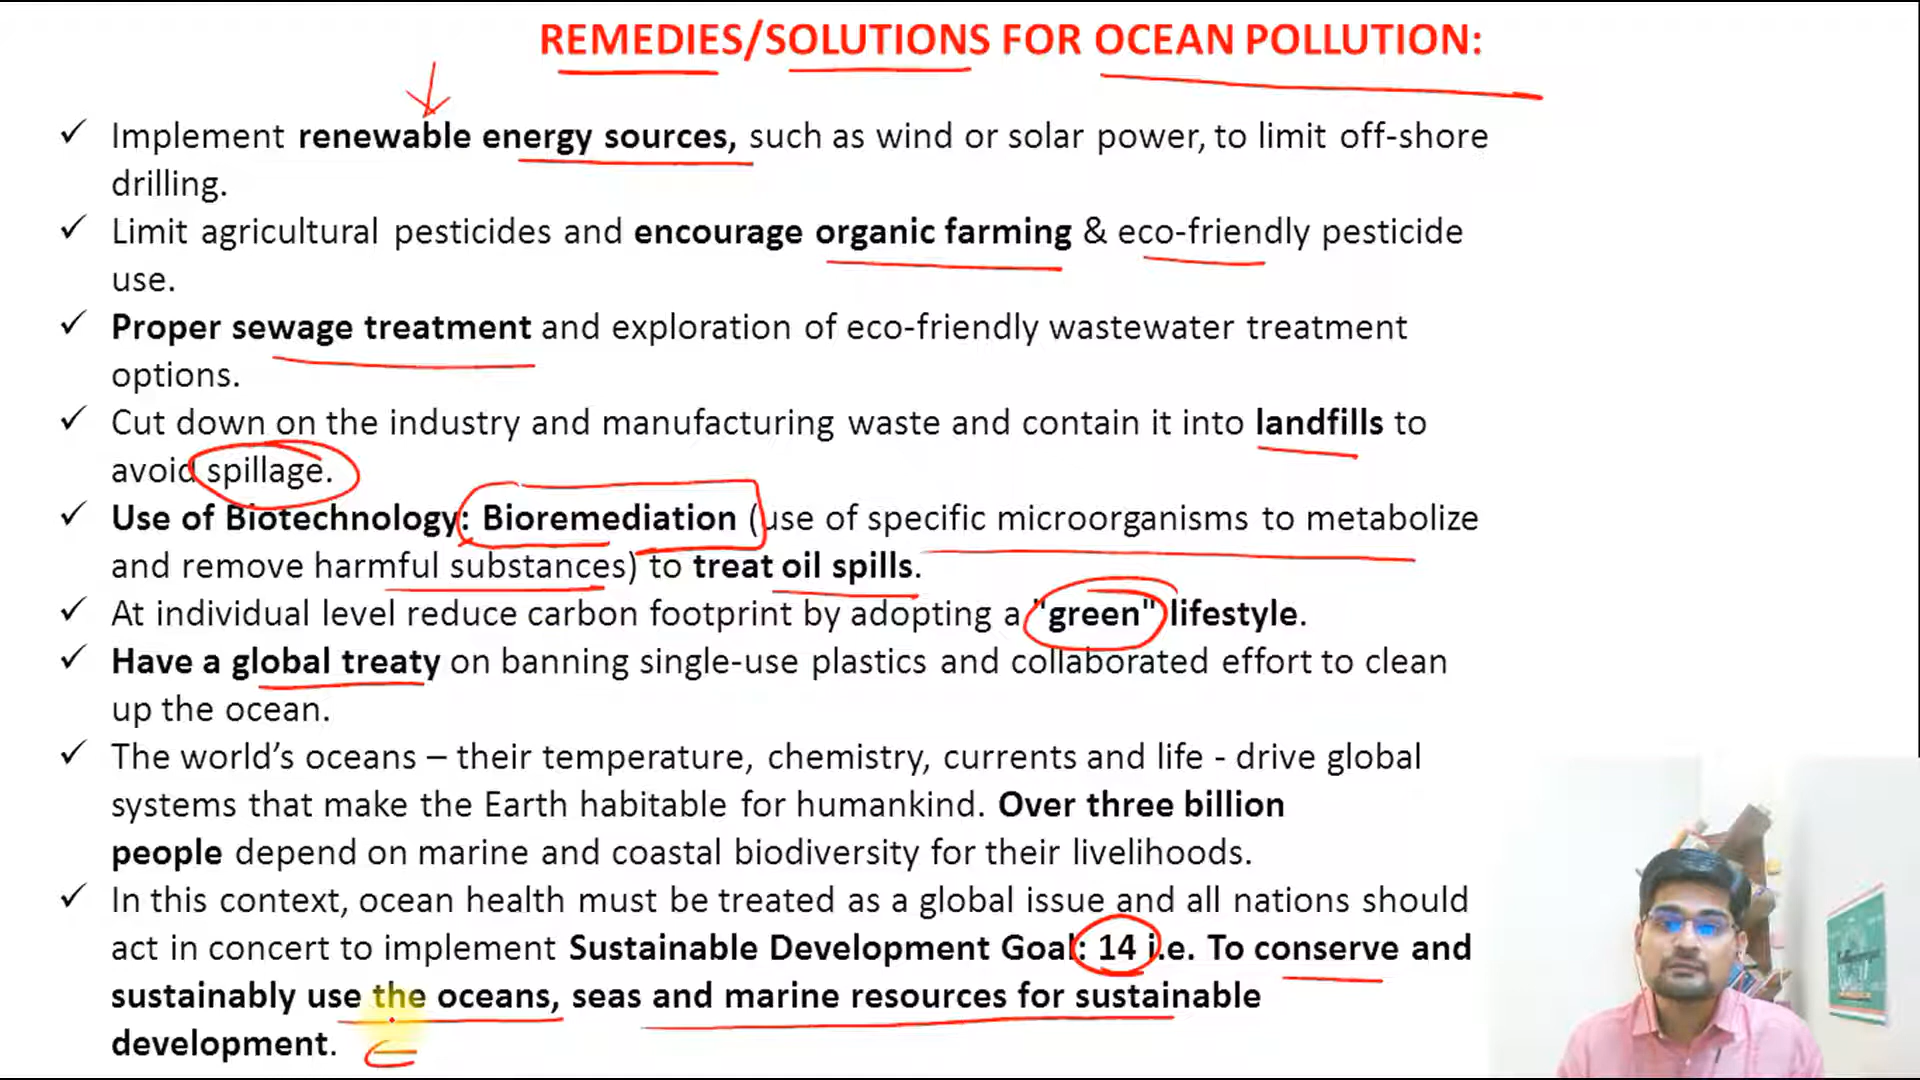 REMEDIES/SOLUTIONS FOR OCEAN POLLUTION:
✓ Implement renewable energy sources, such as wind or solar power, to limit off-shore
drilling.
✓ Limit agricultural pesticides and encourage organic farming & eco-friendly pesticide
use.
✓ Proper sewage treatment and exploration of eco-friendly wastewater treatment
options.
✓ Cut down on the industry and manufacturing waste and contain it into landfills to
avoid spillage.
✓ Use of Biotechnology: Bioremediation (use of specific microorganisms to metabolize
and remove harmful substances) to treat oil spills.
✓ At individual level reduce carbon footprint by adopting a "green" lifestyle.
✓ Have a global treaty on banning single-use plastics and collaborated effort to clean
up the ocean.
✓ The world’s oceans – their temperature, chemistry, currents and life - drive global
systems that make the Earth habitable for humankind. Over three billion
people depend on marine and coastal biodiversity for their livelihoods.
✓ In this context, ocean health must be treated as a global issue and all nations should
act in concert to implement Sustainable Development Goal: 14 i.e. To conserve and
sustainably use the oceans, seas and marine resources for sustainable
development.